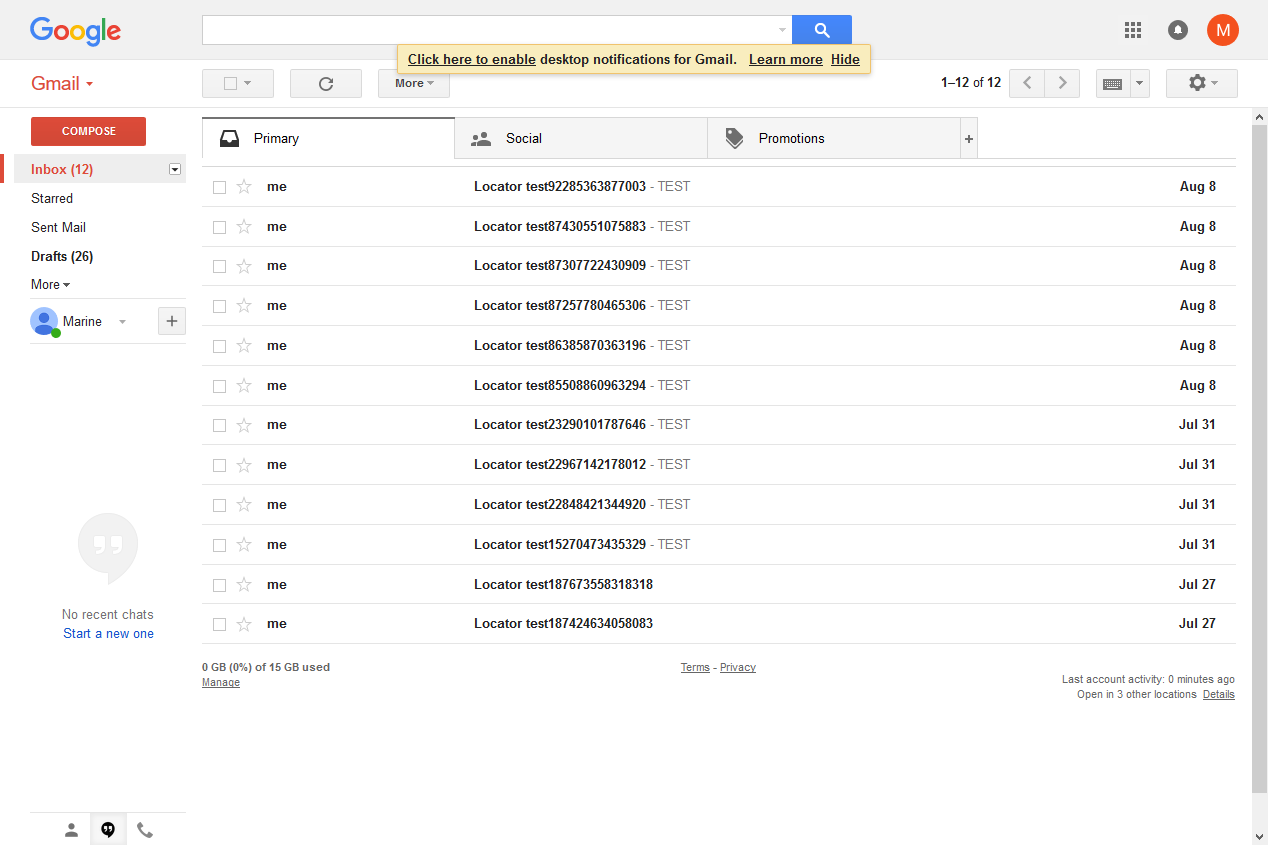 Google
M
Click here to enable desktop notifications for Gmail. Learn more Hide
Gmail
More
1–12 of 12
COMPOSE
Inbox (12)
Starred
Sent Mail
Drafts (26)
More
Marine
No recent chats
Start a new one
Primary
Social
Promotions
+
me Locator test92285363877003 - TEST Aug 8
me Locator test87430551075883 - TEST Aug 8
me Locator test87307722430909 - TEST Aug 8
me Locator test87257780465306 - TEST Aug 8
me Locator test86385870363196 - TEST Aug 8
me Locator test85508860963294 - TEST Aug 8
me Locator test23290101787646 - TEST Jul 31
me Locator test22967142178012 - TEST Jul 31
me Locator test22848421344920 - TEST Jul 31
me Locator test15270473435329 - TEST Jul 31
me Locator test187673558318318 Jul 27
me Locator test187424634058083 Jul 27
0 GB (0%) of 15 GB used
Manage
Terms - Privacy
Last account activity: 0 minutes ago
Open in 3 other locations Details